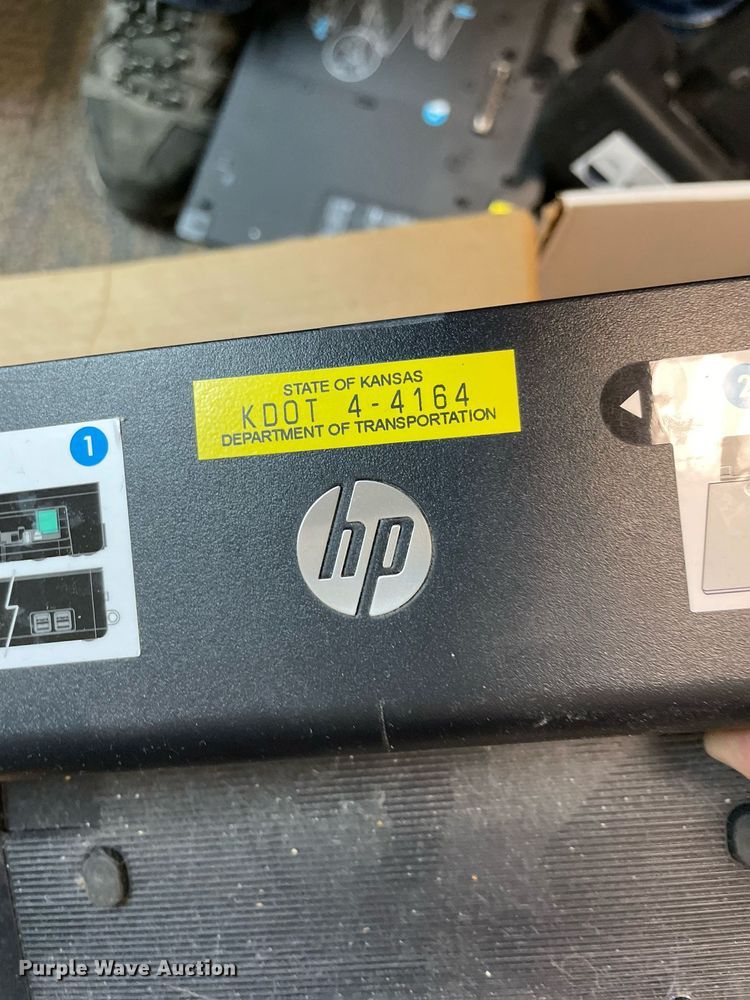 STATE OF KANSAS
KDOT 4-4164
DEPARTMENT OF TRANSPORTATION
1
2
hp
Purple Wave Auction